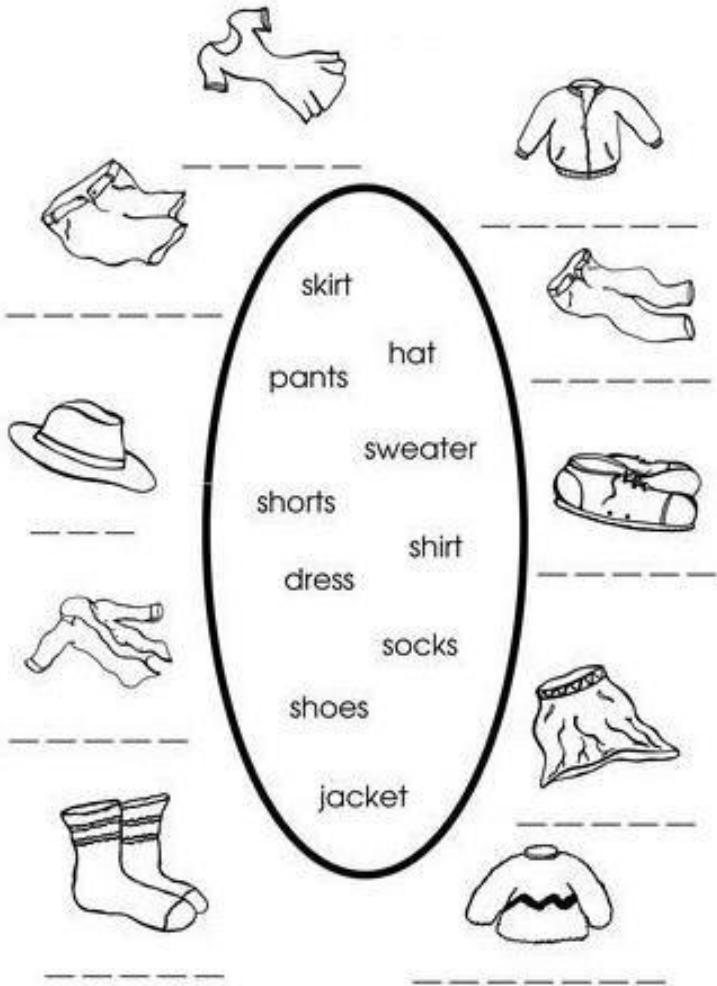 skirt
hat
pants
sweater
shorts
shirt
dress
socks
shoes
jacket